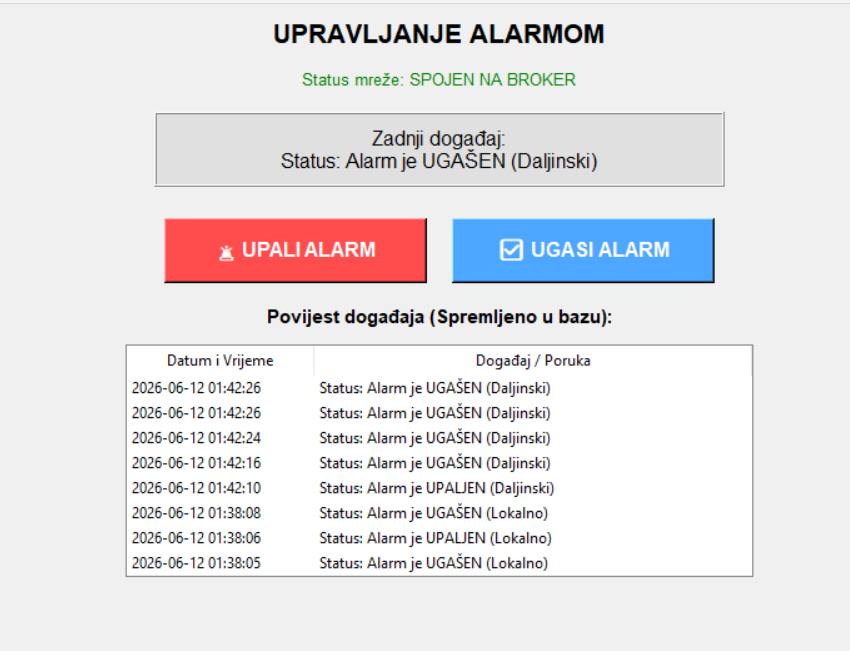 UPRAVLJANJE ALARMOM
Status mreže: SPOJEN NA BROKER
Zadnji događaj:
Status: Alarm je UGAŠEN (Daljinski)
UPALI ALARM
UGASI ALARM
Povijest događaja (Spremljeno u bazu):
Datum i Vrijeme Događaj / Poruka
2026-06-12 01:42:26 Status: Alarm je UGAŠEN (Daljinski)
2026-06-12 01:42:26 Status: Alarm je UGAŠEN (Daljinski)
2026-06-12 01:42:24 Status: Alarm je UGAŠEN (Daljinski)
2026-06-12 01:42:16 Status: Alarm je UGAŠEN (Daljinski)
2026-06-12 01:42:10 Status: Alarm je UPALJEN (Daljinski)
2026-06-12 01:38:08 Status: Alarm je UGAŠEN (Lokalno)
2026-06-12 01:38:06 Status: Alarm je UPALJEN (Lokalno)
2026-06-12 01:38:05 Status: Alarm je UGAŠEN (Lokalno)